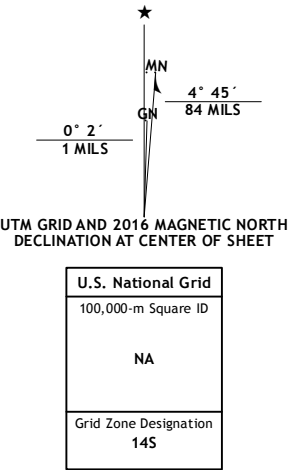 ★
MN
4° 45´
84 MILS
GN
0° 2´
1 MILS
UTM GRID AND 2016 MAGNETIC NORTH
DECLINATION AT CENTER OF SHEET
U.S. National Grid
100,000-m Square ID
NA
Grid Zone Designation
14S